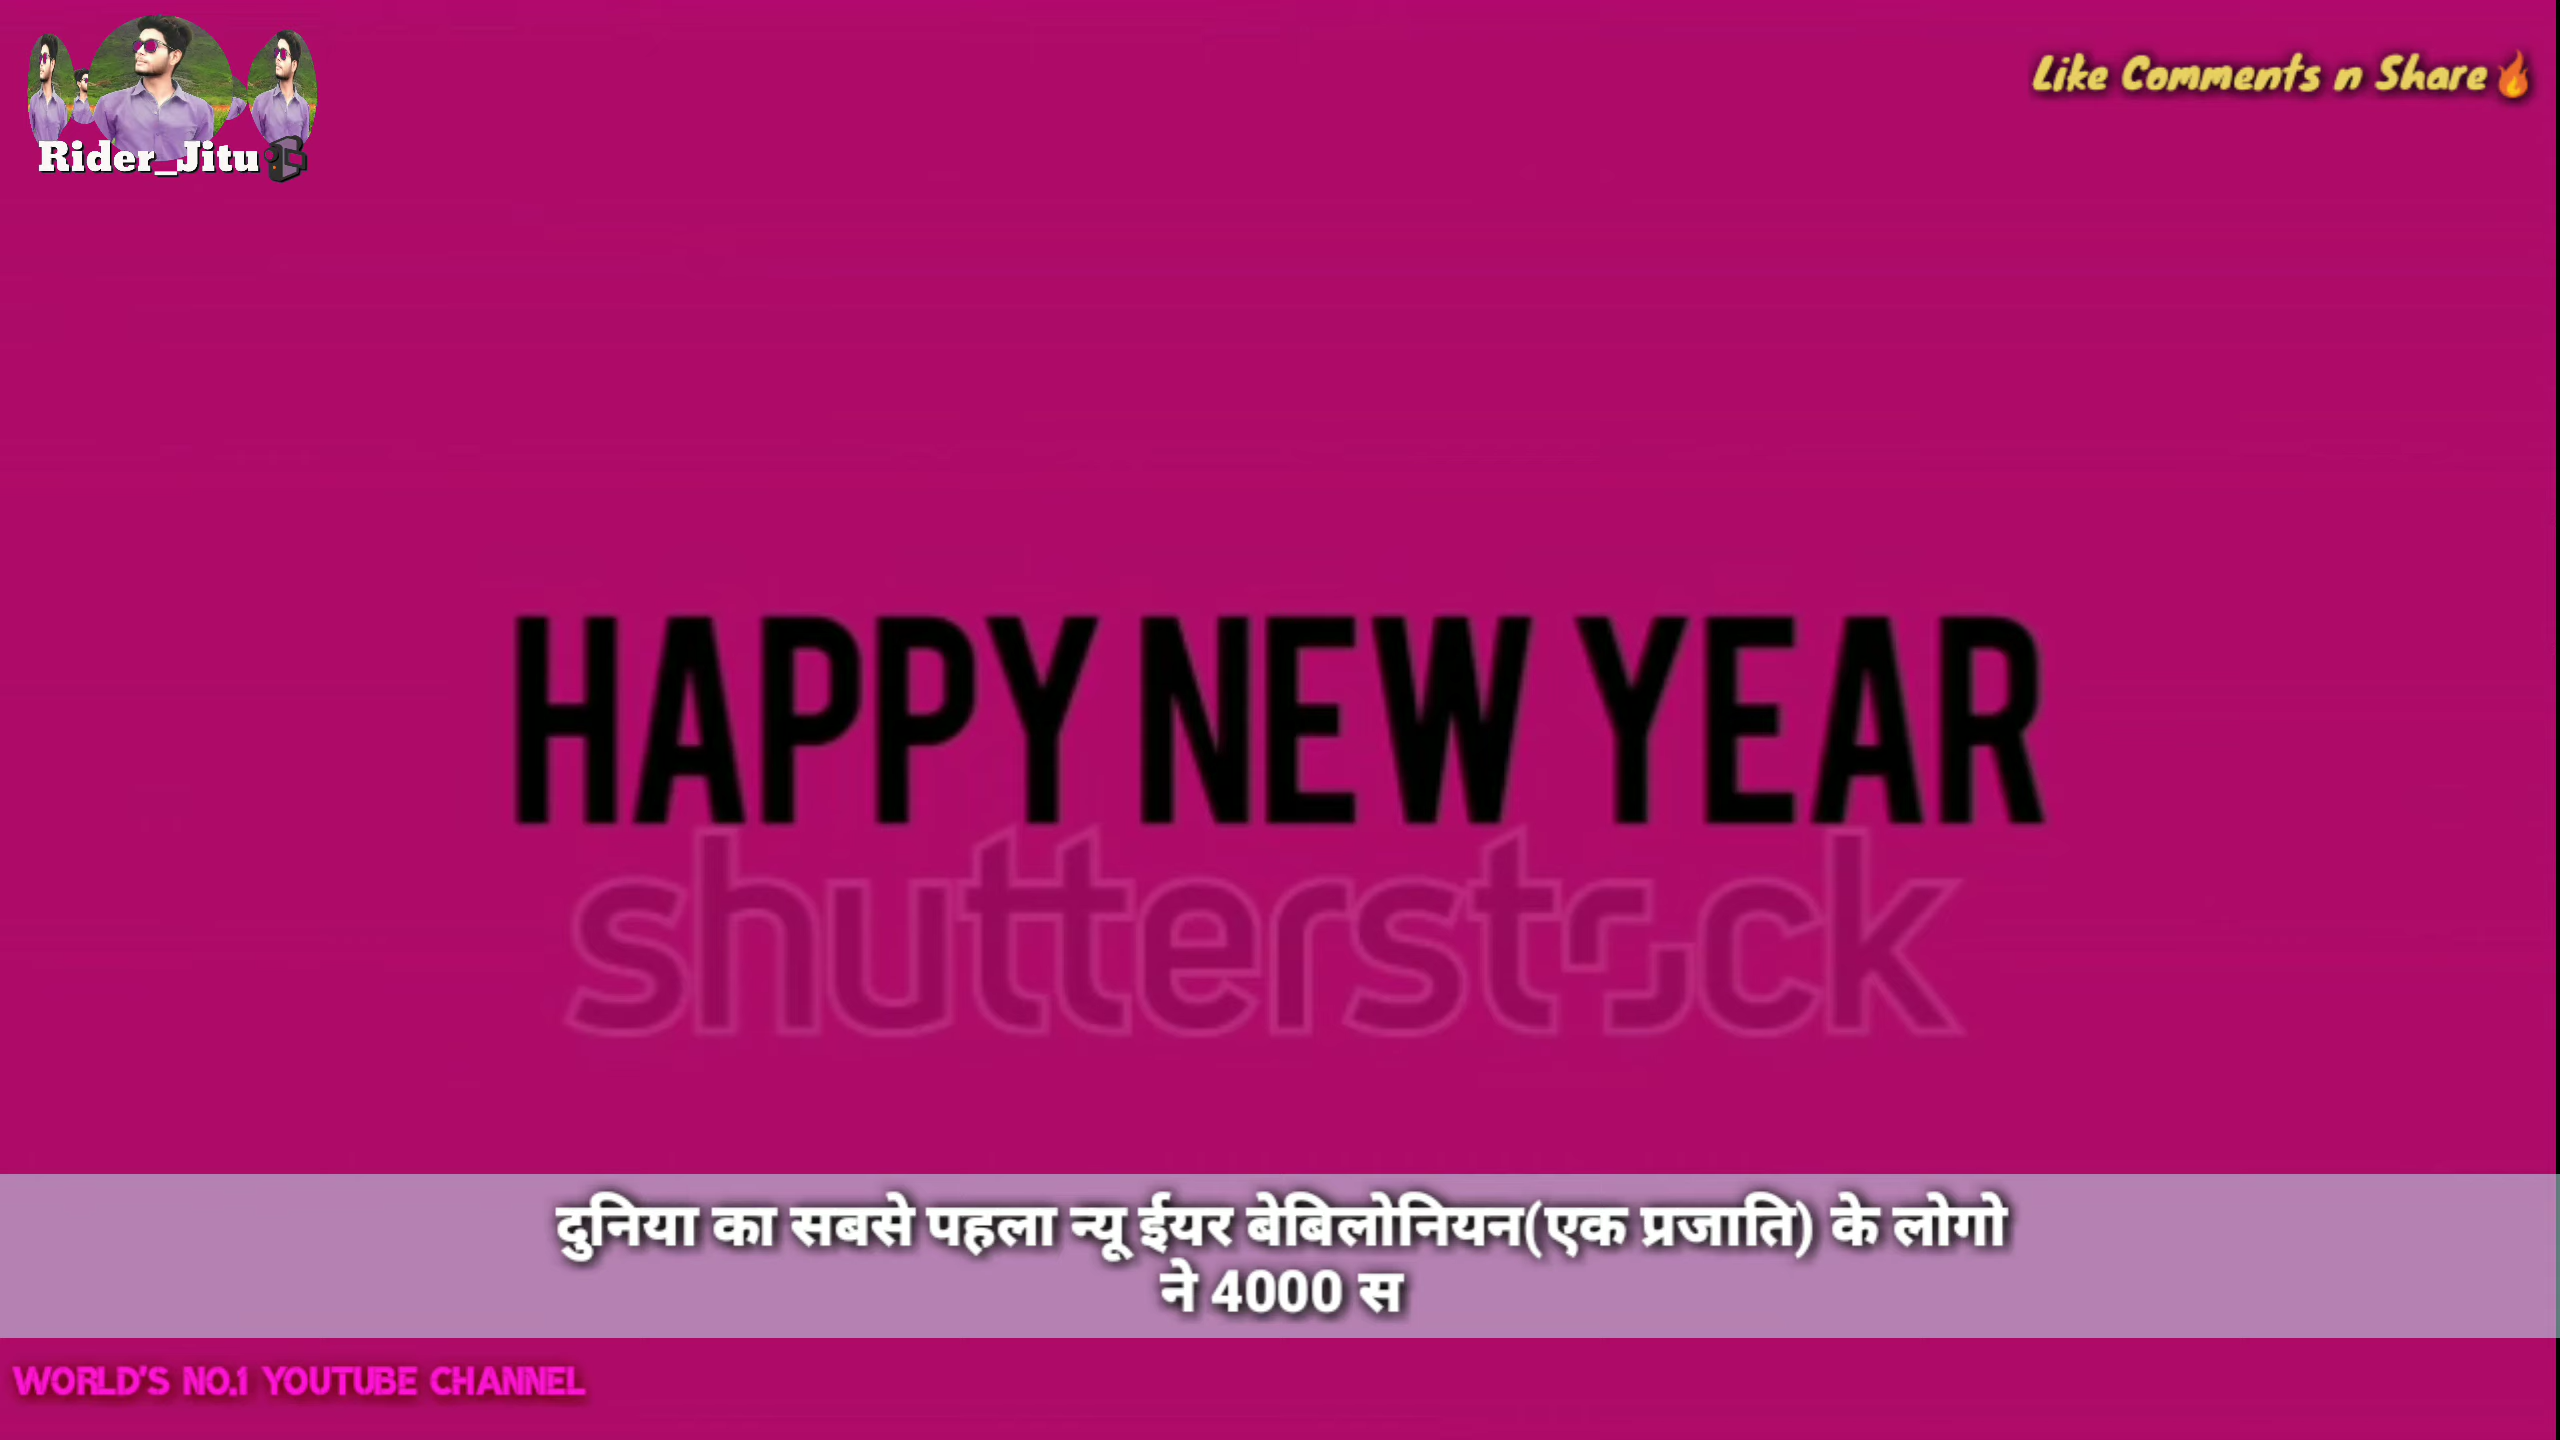 Rider_Jitu
Like Comments n Share🔥
HAPPY NEW YEAR
shutterstock
दुनिया का सबसे पहला न्यू ईयर बेबिलोनियन(एक प्रजाति) के लोगो
ने 4000 स
WORLD'S NO.1 YOUTUBE CHANNEL